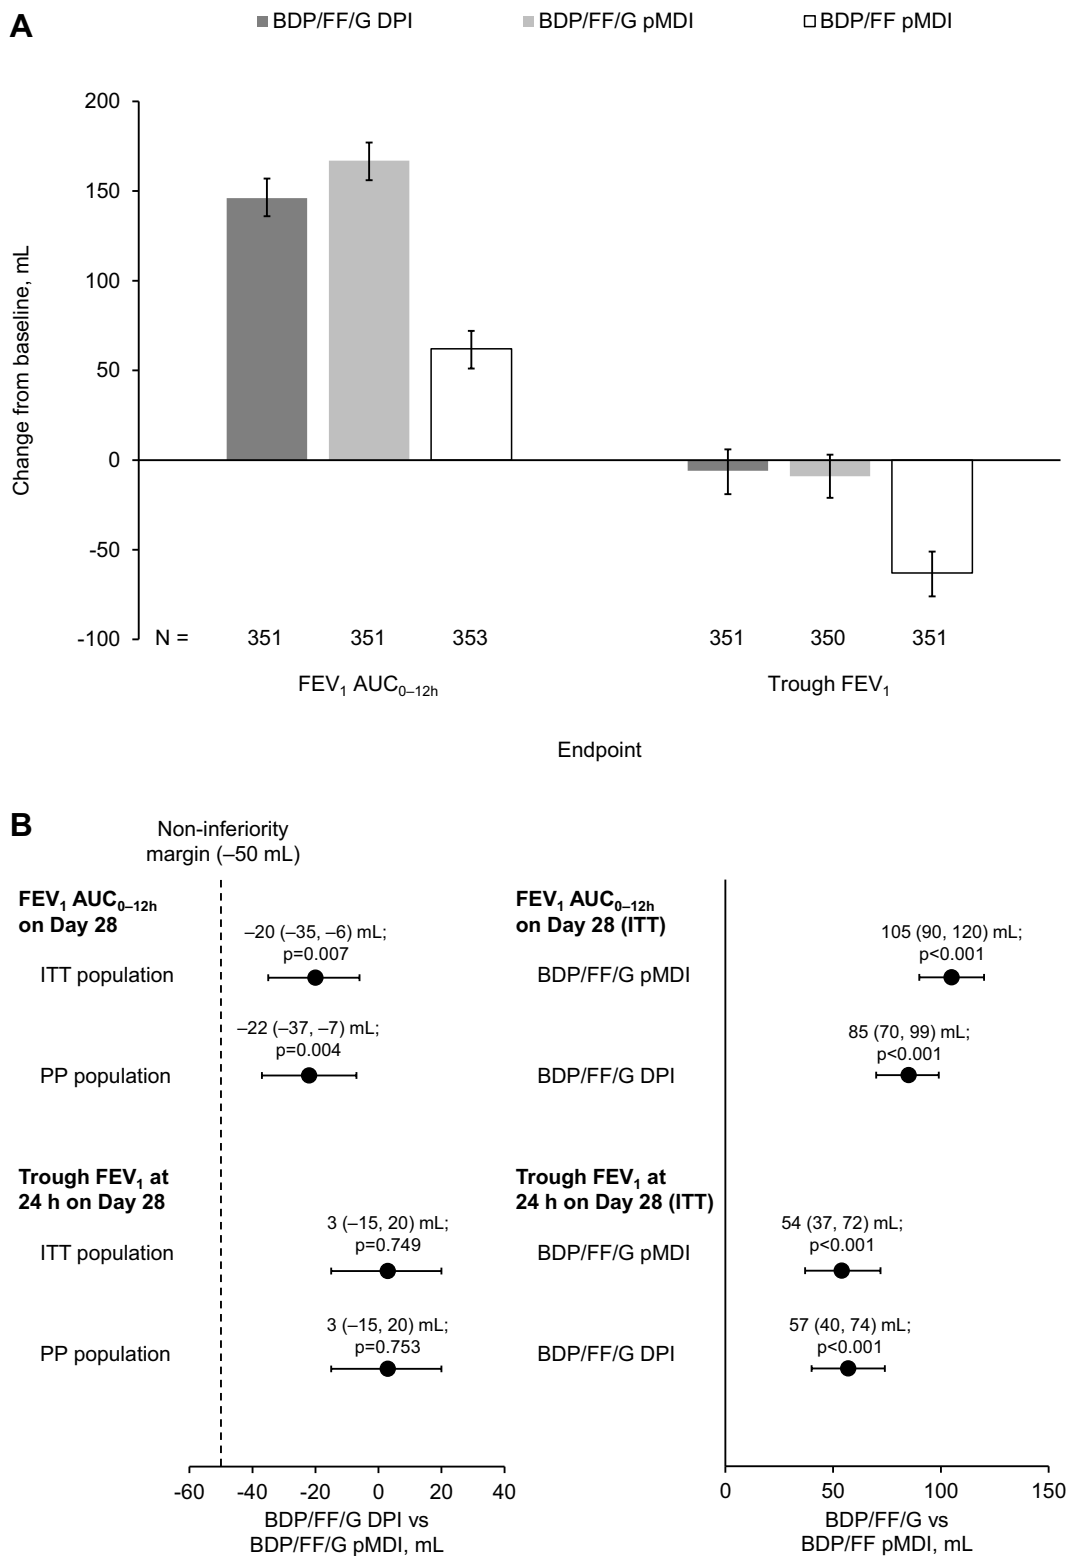 A
BDP/FF/G DPI
BDP/FF/G pMDI
BDP/FF pMDI
Change from baseline, mL
200
150
100
50
0
-50
-100
N =
351
351
353
351
350
351
FEV1 AUC0–12h
Trough FEV1
Endpoint
B
Non-inferiority
margin (–50 mL)
FEV1 AUC0–12h
on Day 28
–20 (–35, –6) mL;
p=0.007
ITT population
–22 (–37, –7) mL;
p=0.004
PP population
Trough FEV1 at
24 h on Day 28
3 (–15, 20) mL;
p=0.749
ITT population
3 (–15, 20) mL;
p=0.753
PP population
-60
-40
-20
0
20
40
BDP/FF/G DPI vs
BDP/FF/G pMDI, mL
FEV1 AUC0–12h
on Day 28 (ITT)
105 (90, 120) mL;
p<0.001
BDP/FF/G pMDI
85 (70, 99) mL;
p<0.001
BDP/FF/G DPI
Trough FEV1 at
24 h on Day 28 (ITT)
54 (37, 72) mL;
p<0.001
BDP/FF/G pMDI
57 (40, 74) mL;
p<0.001
BDP/FF/G DPI
0
50
100
150
BDP/FF/G vs
BDP/FF pMDI, mL